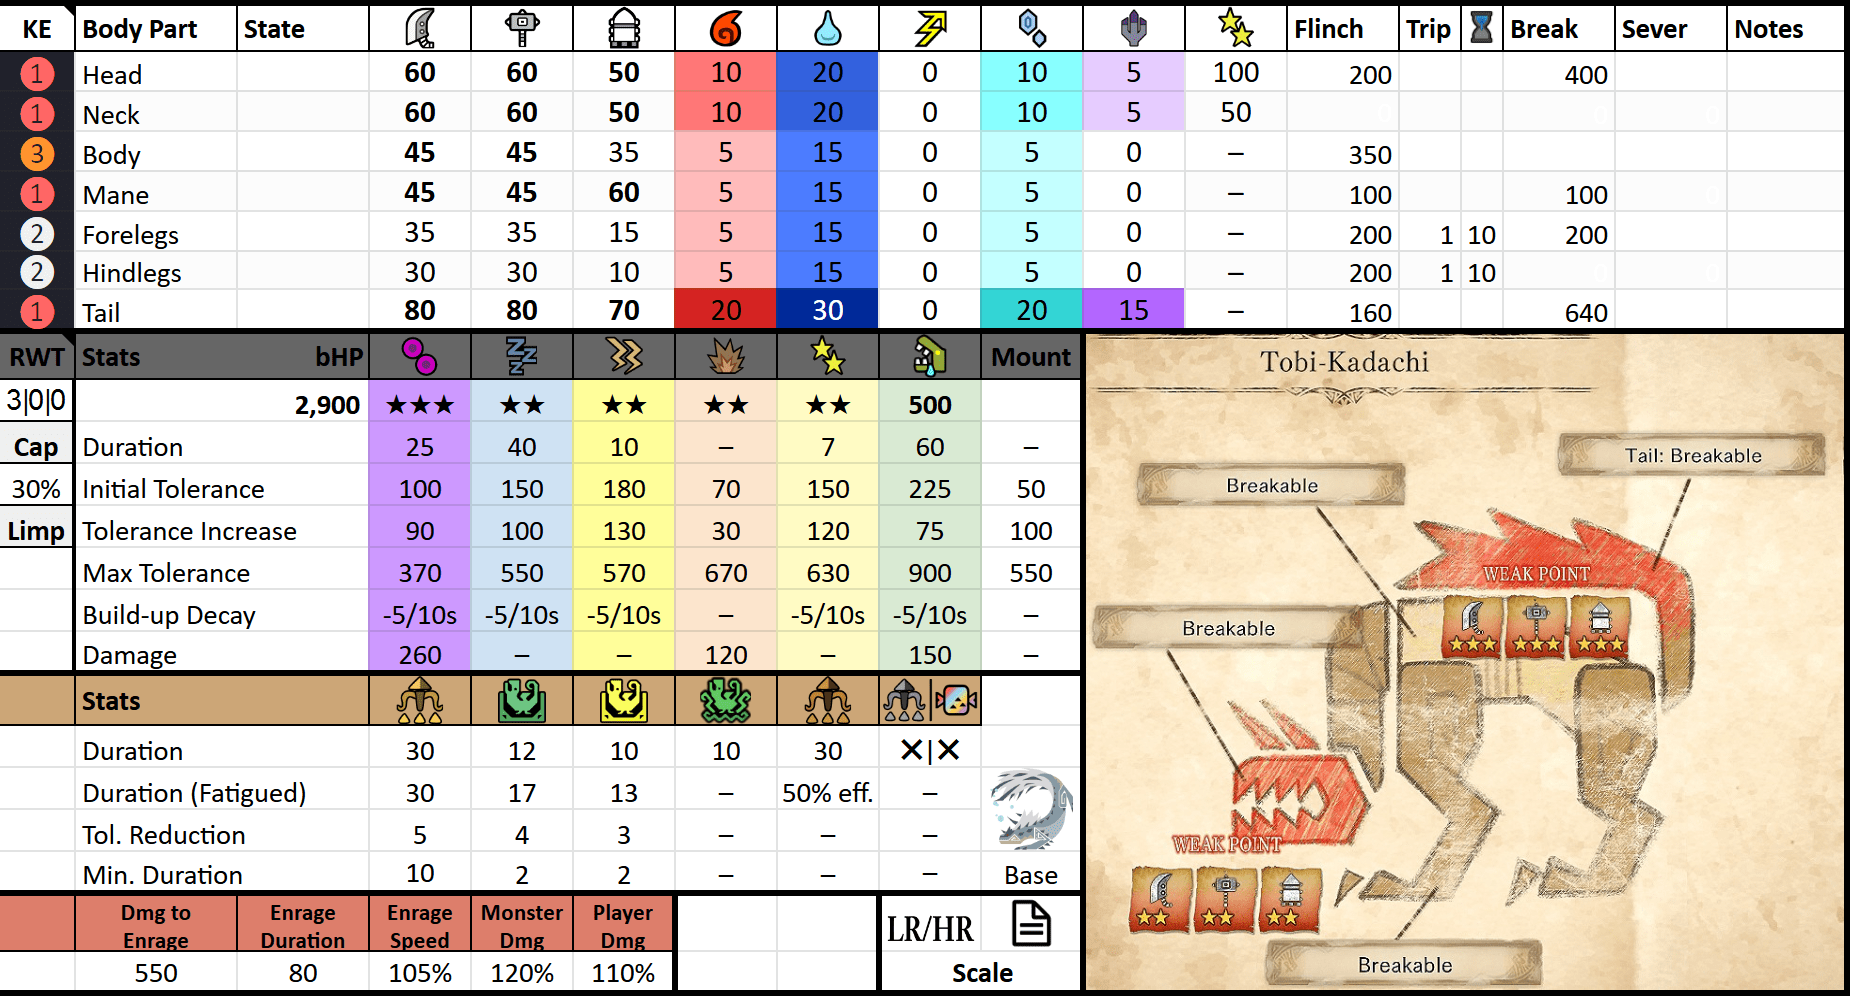 KE Body Part State Flinch Trip Break Sever Notes
1 Head 60 60 50 10 20 0 10 5 100 200 400
1 Neck 60 60 50 10 20 0 10 5 50
3 Body 45 45 35 5 15 0 5 0 – 350
1 Mane 45 45 60 5 15 0 5 0 – 100 100
2 Forelegs 35 35 15 5 15 0 5 0 – 200 1 10 200
2 Hindlegs 30 30 10 5 15 0 5 0 – 200 1 10
1 Tail 80 80 70 20 30 0 20 15 – 160 640
RWT Stats bHP Mount
3|0|0 2,900 ★★★ ★★ ★★ ★★ ★★ 500
Cap Duration 25 40 10 – 7 60 –
30% Initial Tolerance 100 150 180 70 150 225 50
Limp Tolerance Increase 90 100 130 30 120 75 100
Max Tolerance 370 550 570 670 630 900 550
Build-up Decay -5/10s -5/10s -5/10s – -5/10s -5/10s –
Damage 260 – – 120 – 150 –
Stats
Duration 30 12 10 10 30 ✕|✕
Duration (Fatigued) 30 17 13 – 50% eff. –
Tol. Reduction 5 4 3 – – –
Min. Duration 10 2 2 – – – Base
Dmg to Enrage Enrage Monster Player
Enrage Duration Speed Dmg Dmg
LR/HR
550 80 105% 120% 110% Scale
Tobi-Kadachi
Tail: Breakable
Breakable
WEAK POINT
Breakable
WEAK POINT
Breakable